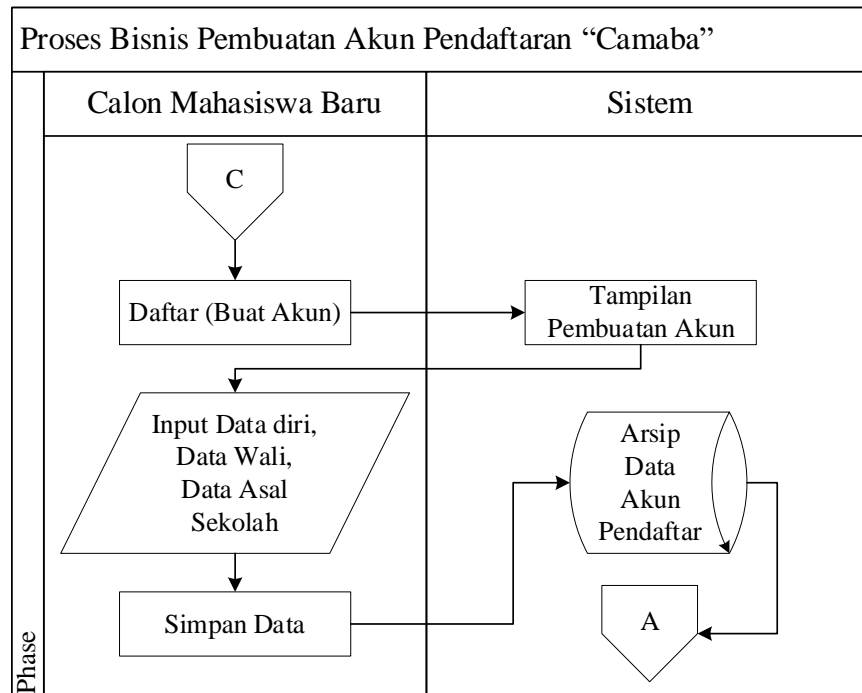 Proses Bisnis Pembuatan Akun Pendaftaran “Camaba”
Calon Mahasiswa Baru
Sistem
C
Daftar (Buat Akun)
Tampilan
Pembuatan Akun
Input Data diri,
Data Wali,
Data Asal
Sekolah
Arsip
Data
Akun
Pendaftar
Simpan Data
A
Phase